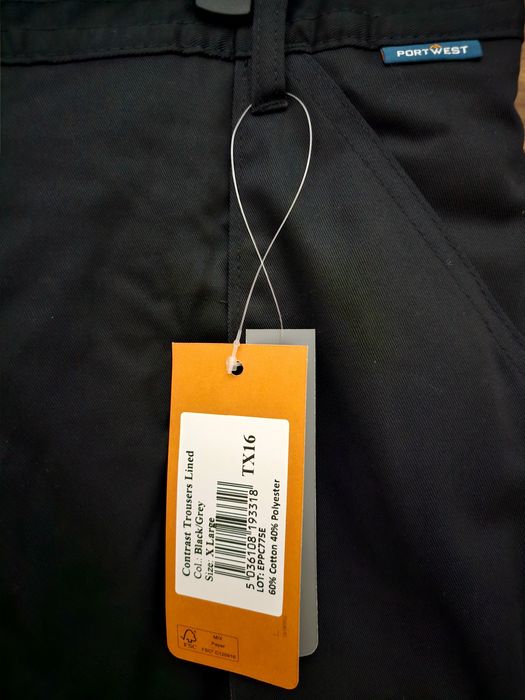 PORTWEST
Contrast Trousers Lined
Col.: Black/Grey
Size: X Large
TX16
5 036108 193318
LOT: EPPC775E
60% Cotton 40% Polyester
FSC
MIX
Paper